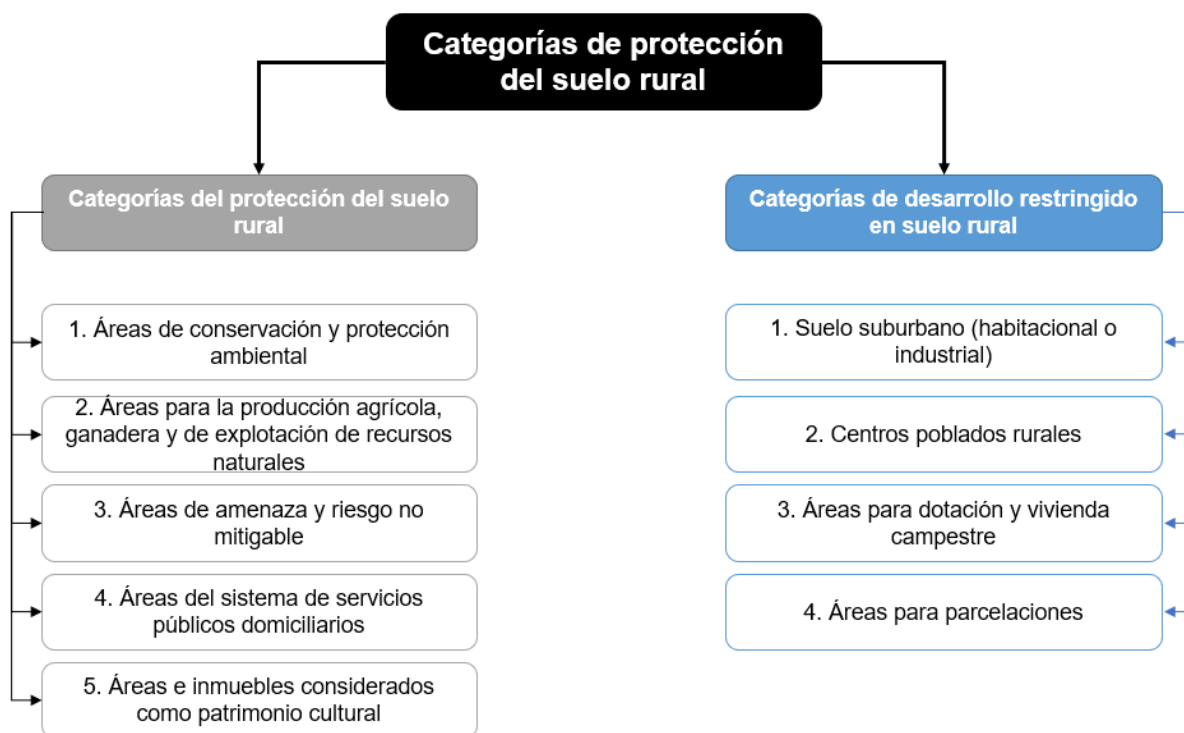 Categorías de protección
del suelo rural
Categorías del protección del suelo
rural
1. Áreas de conservación y protección
ambiental
2. Áreas para la producción agrícola,
ganadera y de explotación de recursos
naturales
3. Áreas de amenaza y riesgo no
mitigable
4. Áreas del sistema de servicios
públicos domiciliarios
5. Áreas e inmuebles considerados
como patrimonio cultural
Categorías de desarrollo restringido
en suelo rural
1. Suelo suburbano (habitacional o
industrial)
2. Centros poblados rurales
3. Áreas para dotación y vivienda
campestre
4. Áreas para parcelaciones